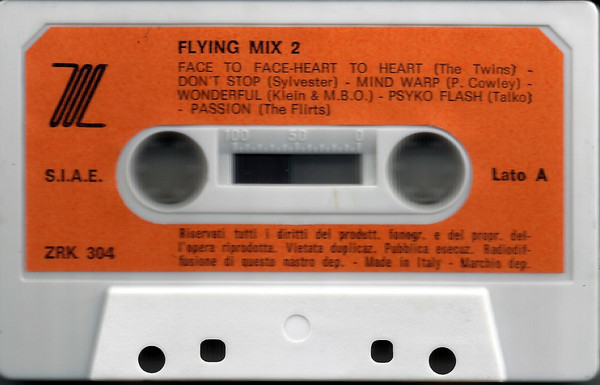 FLYING MIX 2
FACE TO FACE-HEART TO HEART (The Twins) -
DON'T STOP (Sylvester) - MIND WARP (P. Cowley) -
WONDERFUL (Klein & M.B.O.) - PSYKO FLASH (Talko)
- PASSION (The Flirts)
100 50 0
S.I.A.E.
Lato A
ZRK 304
Riservati tutti i diritti del produtt. fonogr. e del propr. del-
l'opera riprodotta. Vietata duplicaz. Pubblica esecuz. Radiodif-
fusione di questo nastro dep. - Made in Italy - Marchio dep.